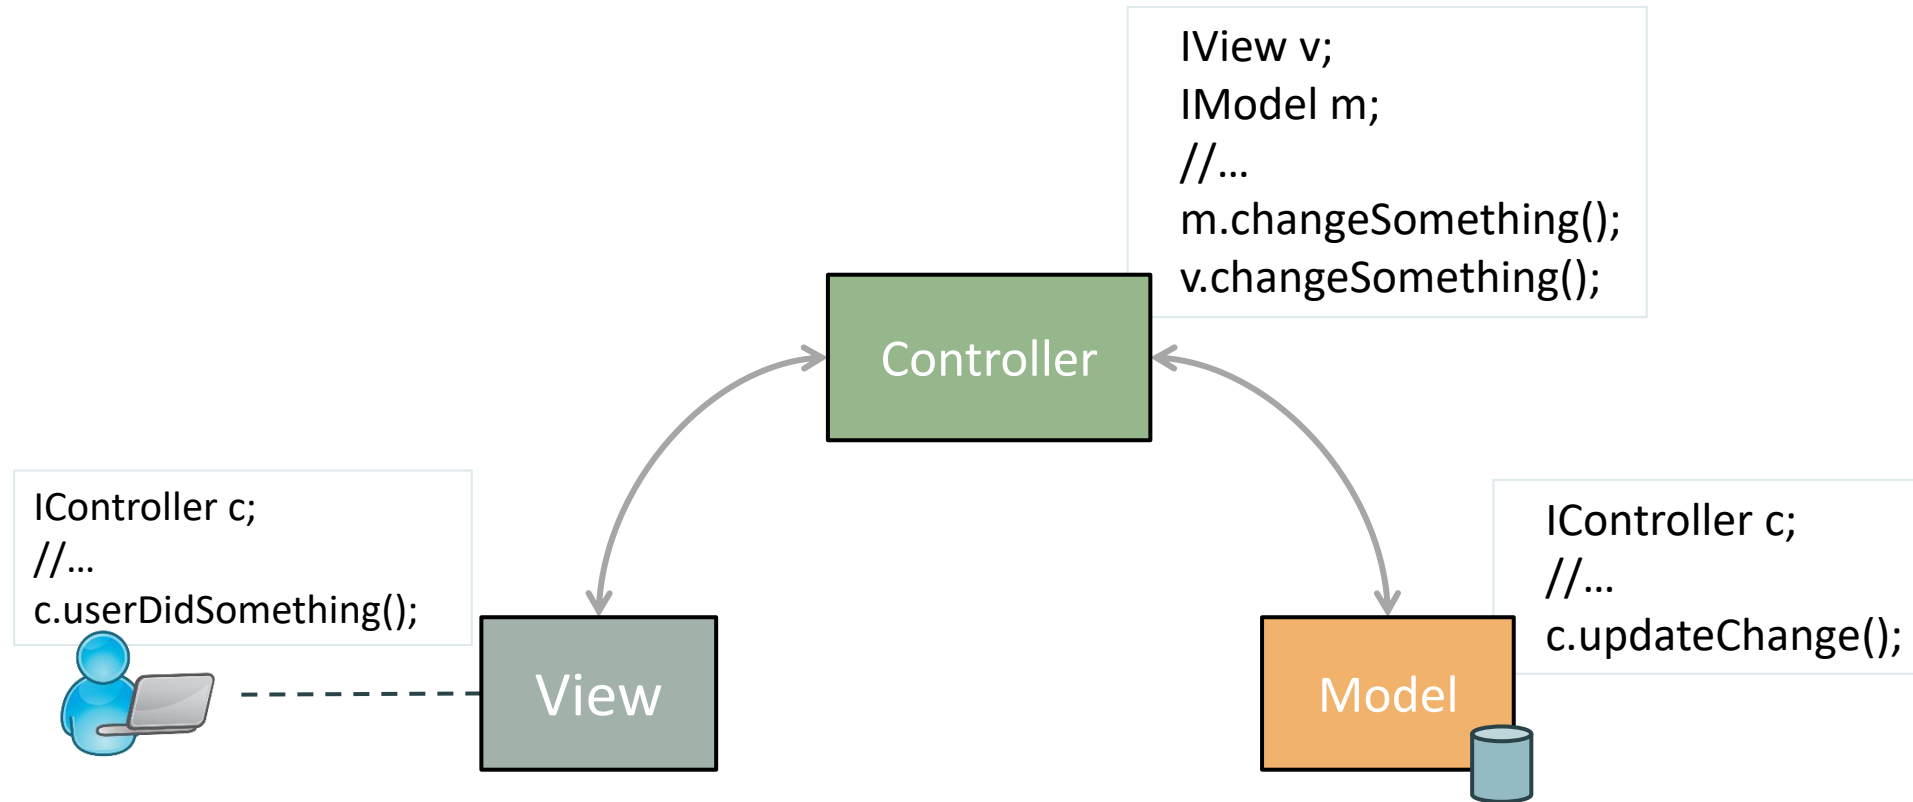 IView v;
IModel m;
//…
m.changeSomething();
v.changeSomething();
Controller
IController c;
//…
c.userDidSomething();
View
IController c;
//…
c.updateChange();
Model